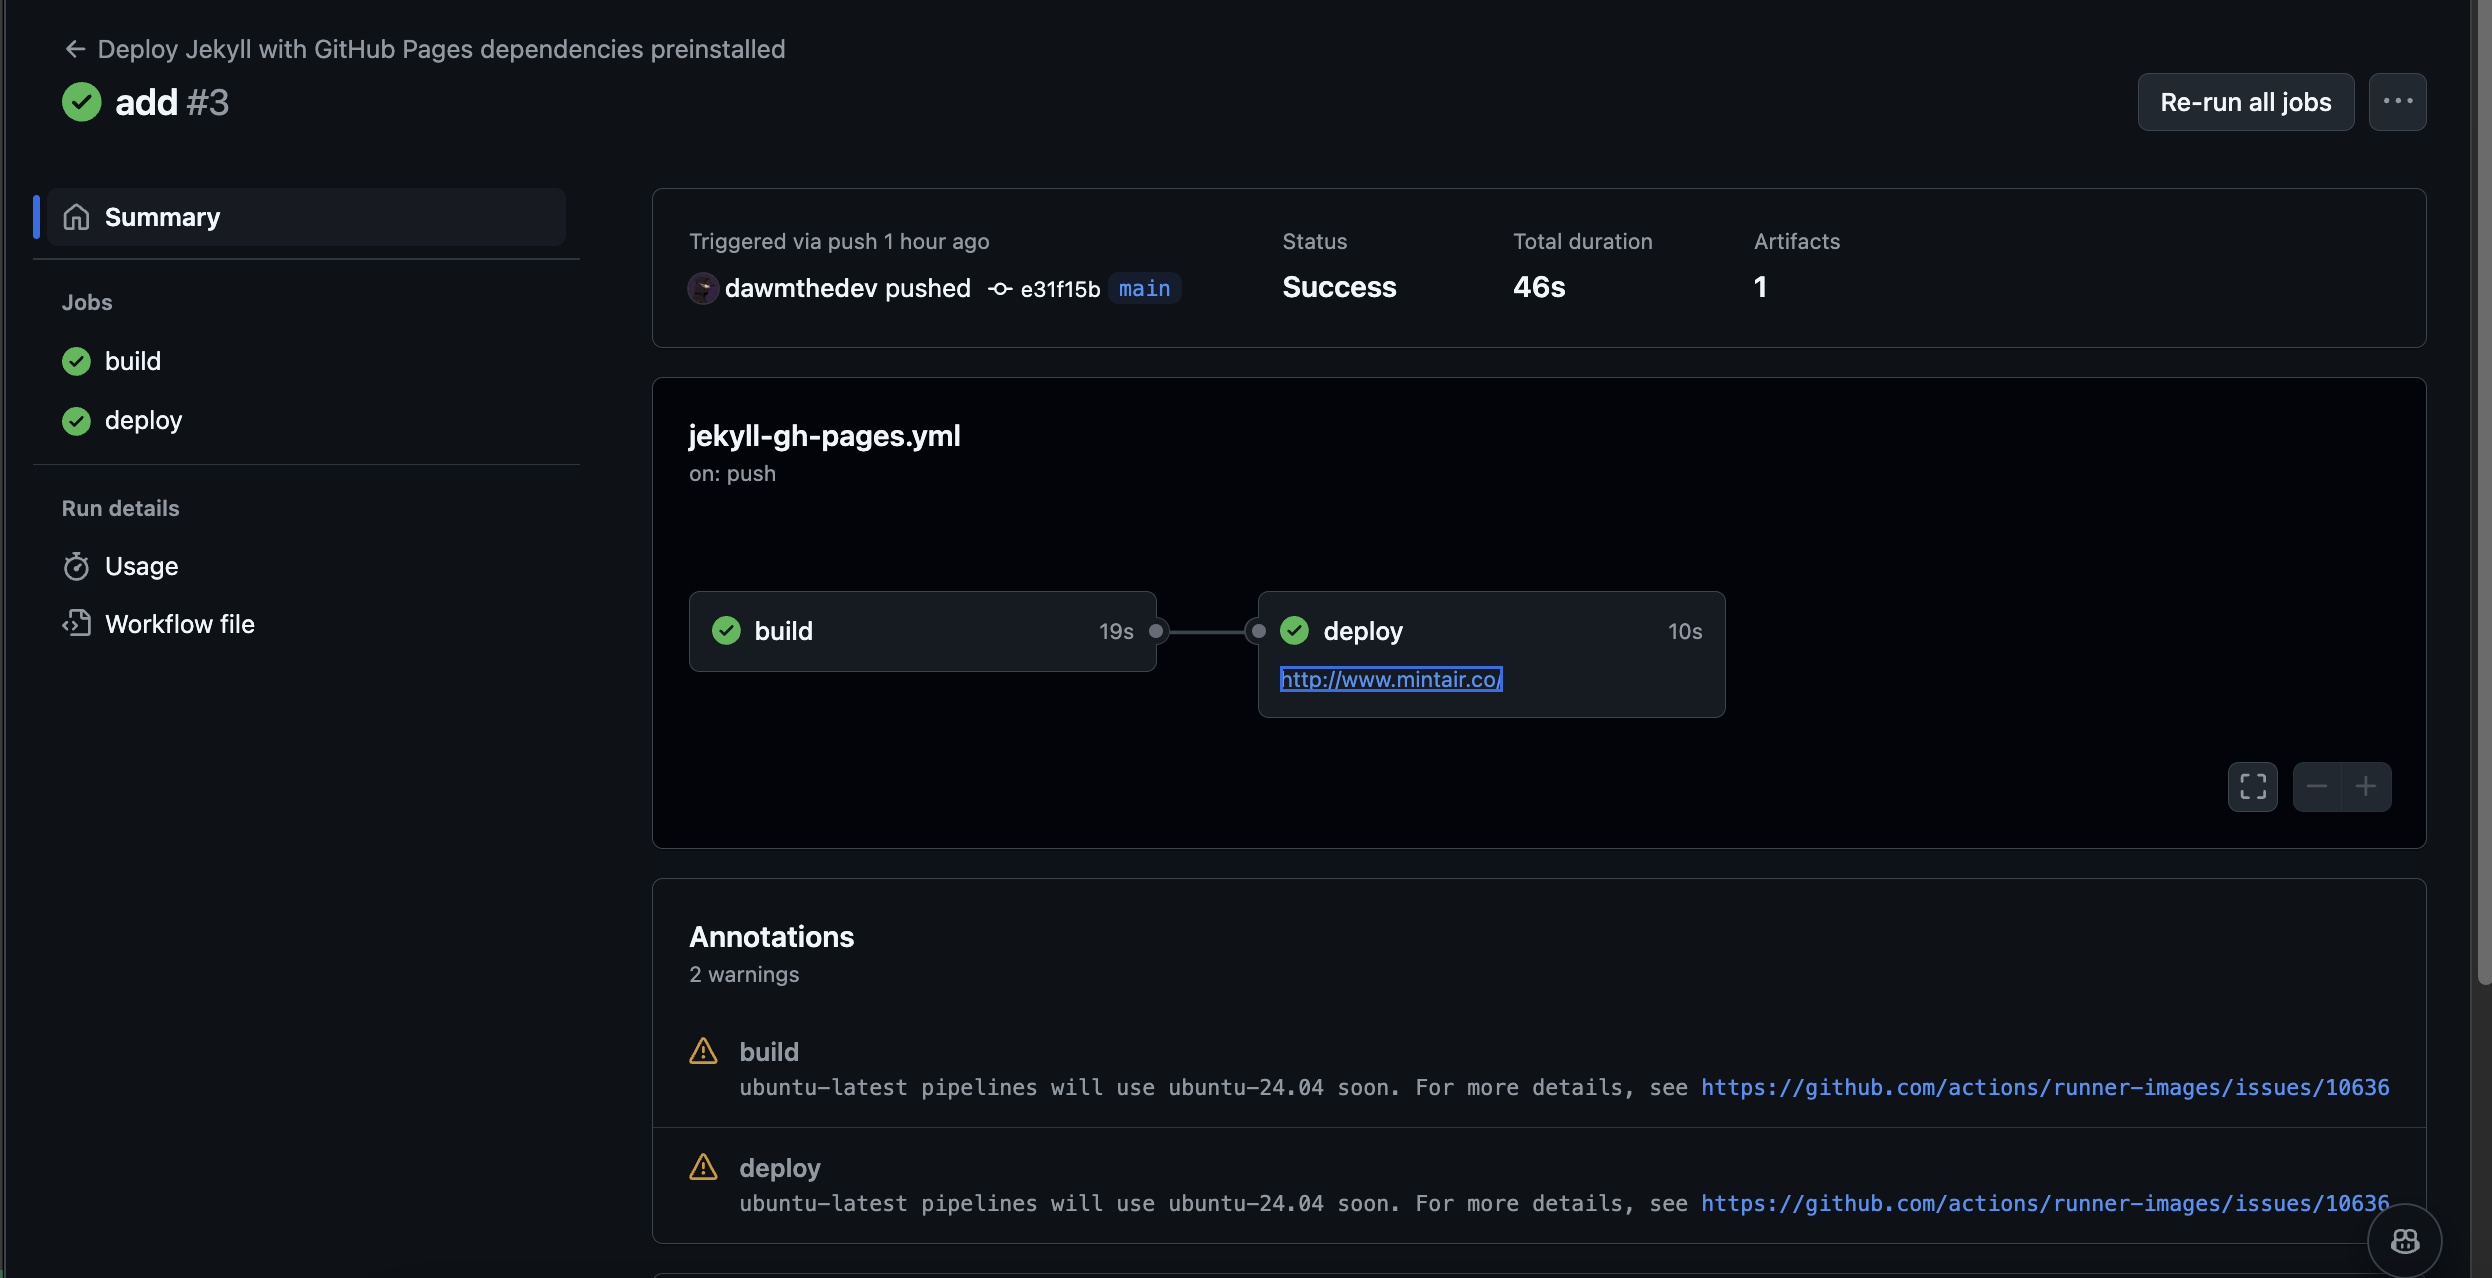 Deploy Jekyll with GitHub Pages dependencies preinstalled
add #3
Re-run all jobs
Summary
Jobs
build
deploy
Run details
Usage
Workflow file
Triggered via push 1 hour ago
dawmthedev pushed e31f15b main
Status
Success
Total duration
46s
Artifacts
1
jekyll-gh-pages.yml
on: push
build 19s
deploy 10s
http://www.mintair.co/
Annotations
2 warnings
build
ubuntu-latest pipelines will use ubuntu-24.04 soon. For more details, see https://github.com/actions/runner-images/issues/10636
deploy
ubuntu-latest pipelines will use ubuntu-24.04 soon. For more details, see https://github.com/actions/runner-images/issues/10636